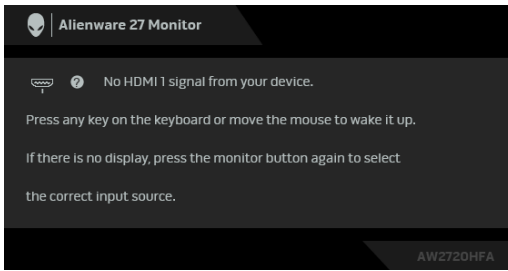 Alienware 27 Monitor
No HDMI 1 signal from your device.
Press any key on the keyboard or move the mouse to wake it up.
If there is no display, press the monitor button again to select
the correct input source.
AW2720HFA